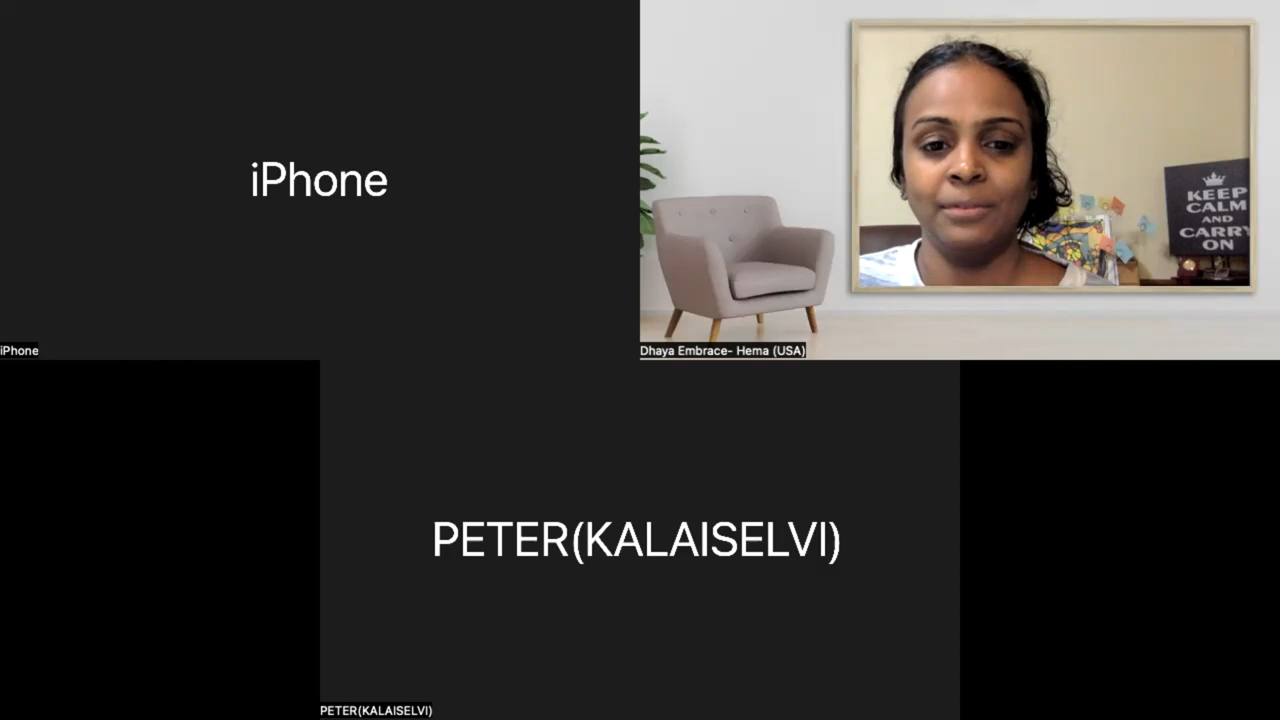 iPhone
iPhone
KEEP
CALM
AND
CARRY
ON
Dhaya Embrace- Hema (USA)
PETER(KALAISELVI)
PETER(KALAISELVI)